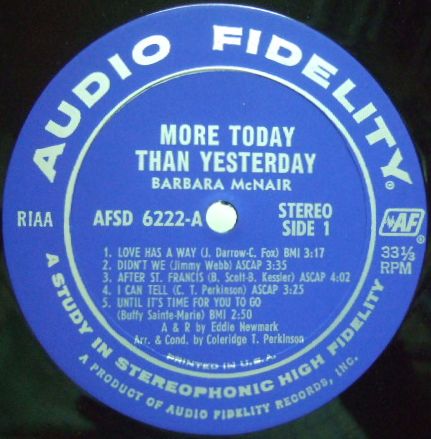 AUDIO FIDELITY®
MORE TODAY
THAN YESTERDAY
BARBARA McNAIR
RIAA
AFSD 6222-A
STEREO
SIDE 1
AF®
33⅓
RPM
1. LOVE HAS A WAY (J. Darrow-C. Fox) BMI 3:17
2. DIDN'T WE (Jimmy Webb) ASCAP 3:35
3. AFTER ST. FRANCIS (B. Scott-B. Kessler) ASCAP 4:02
4. I CAN TELL (C. T. Perkinson) ASCAP 3:25
5. UNTIL IT'S TIME FOR YOU TO GO
(Buffy Sainte-Marie) BMI 2:50
A & R by Eddie Newmark
Arr. & Cond. by Coleridge T. Perkinson
PRINTED IN U.S.A.
A STUDY IN STEREOPHONIC HIGH FIDELITY®
A PRODUCT OF AUDIO FIDELITY RECORDS, INC.